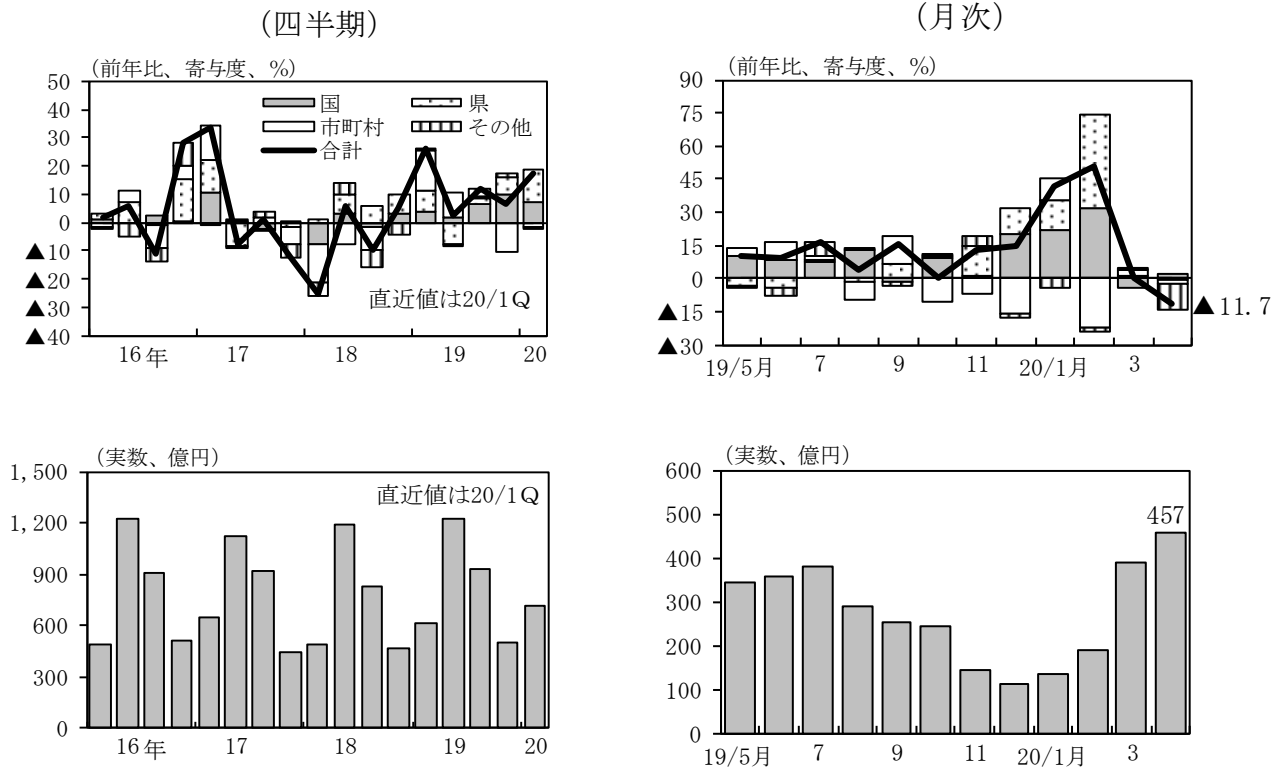 (四半期)
(前年比、寄与度、%)
50
40
30
20
10
0
▲10
▲20
▲30
▲40
国
県
市町村
その他
合計
直近値は20/1Q
16年 17 18 19 20
(月次)
(前年比、寄与度、%)
90
75
60
45
30
15
0
▲15
▲30
▲11.7
19/5月 7 9 11 20/1月 3
(実数、億円)
1,500
1,200
900
600
300
0
直近値は20/1Q
16年 17 18 19 20
(実数、億円)
600
500
400
300
200
100
0
457
19/5月 7 9 11 20/1月 3